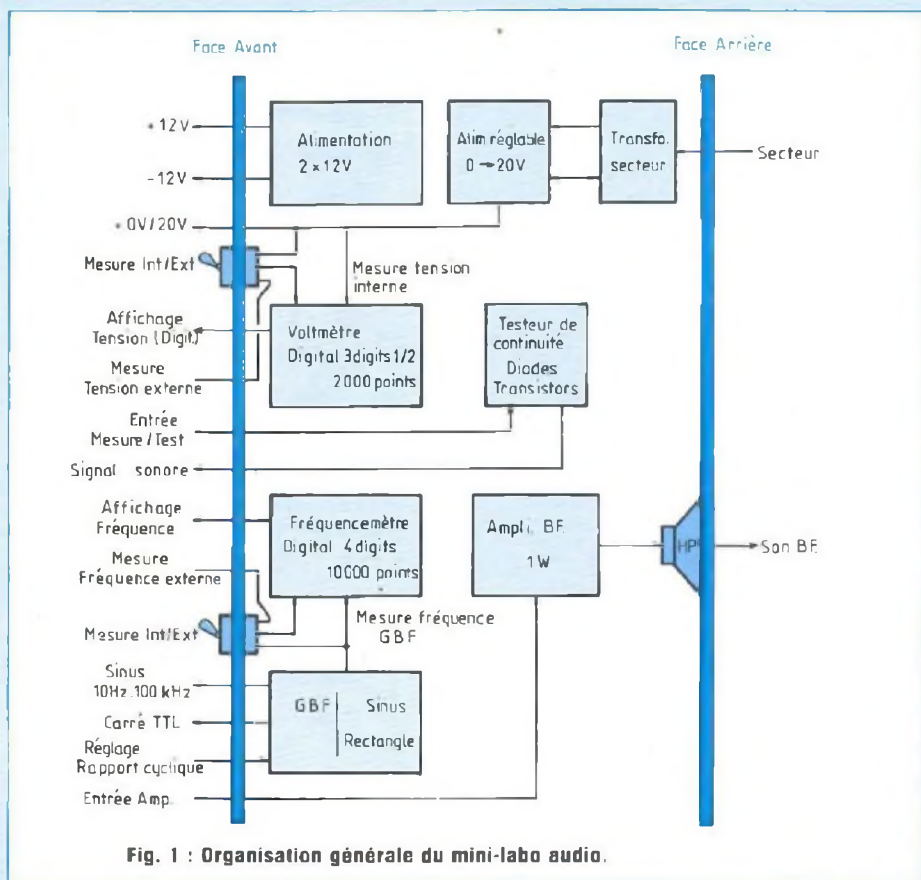 Face Avant
Face Arrière
+12V
-12V
+0V/20V
Mesure Int/Ext
Affichage
Tension (Digit.)
Mesure
Tension externe
Entrée
Mesure / Test
Signal sonore
Affichage
Fréquence
Mesure
Fréquence externe
Mesure Int/Ext
Sinus
10Hz.100 kHz
Carré TTL
Réglage
Rapport cyclique
Entrée Amp.
Alimentation
2 x 12V
Alim réglable
0 → 20V
Transfo.
secteur
Secteur
Mesure tension
interne
Voltmètre
Digital 3 digits 1/2
2000 points
Testeur de
continuité
Diodes
Transistors
Fréquencemètre
Digital 4 digits
10000 points
Ampli. BF.
1W
HP
Son BF.
Mesure fréquence
GBF
GBF
Sinus
Rectangle
Fig. 1 : Organisation générale du mini-labo audio.